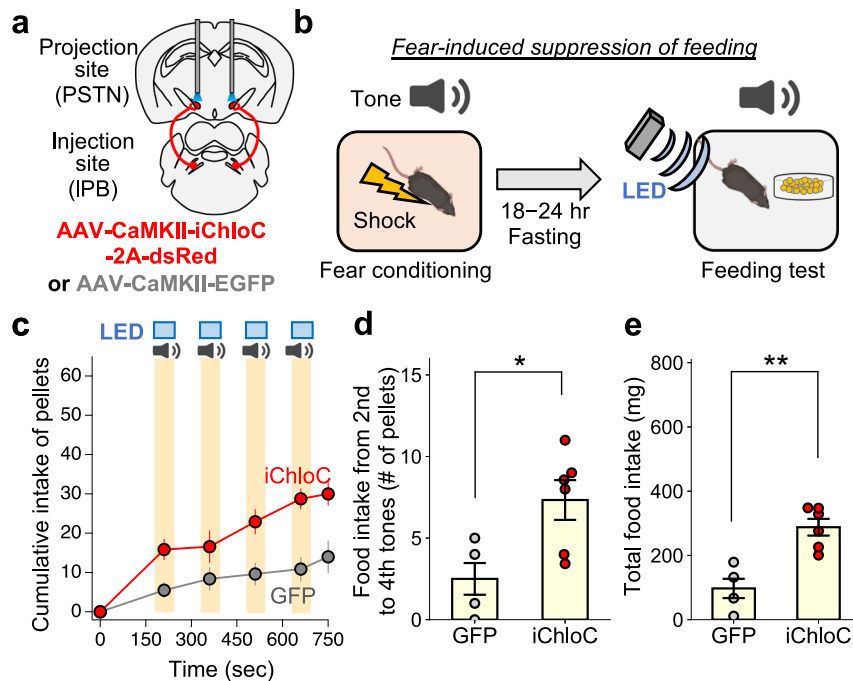 a
Projection
site
(PSTN)
Injection
site
(lPB)
AAV-CaMKII-iChloC
-2A-dsRed
or AAV-CaMKII-EGFP
b
Fear-induced suppression of feeding
Tone
Shock
Fear conditioning
18−24 hr
Fasting
LED
Feeding test
c
LED
Cumulative intake of pellets
60
50
40
30
20
10
0
iChloC
GFP
0 150 300 450 600 750
Time (sec)
d
Food intake from 2nd
to 4th tones (# of pellets)
15
10
5
0
*
GFP iChloC
e
Total food intake (mg)
800
600
400
200
0
**
GFP iChloC